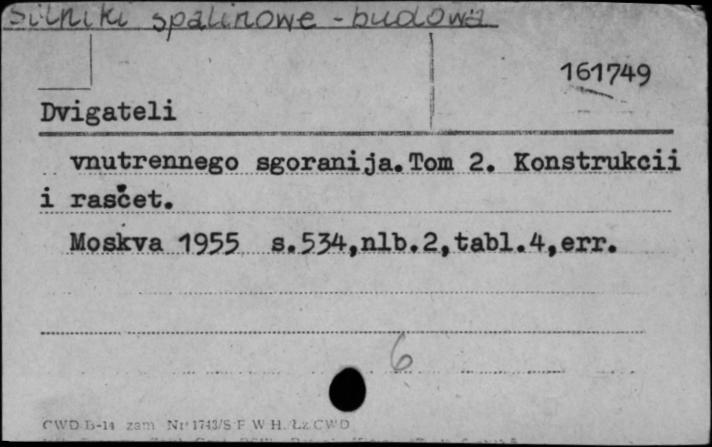 Silniki spalinowe - budowa
161749
Dvigateli
vnutrennego sgoranija. Tom 2. Konstrukcii
i rasčet.
Moskva 1955 s.534,nlb.2,tabl.4,err.
6
CWD B-14 zam Nr 1743/S F W H. Łż CWD